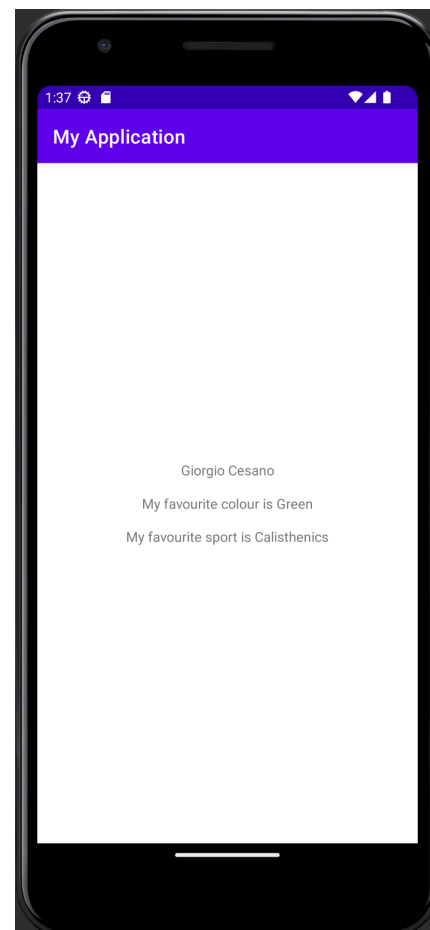 1:37
My Application
Giorgio Cesano
My favourite colour is Green
My favourite sport is Calisthenics